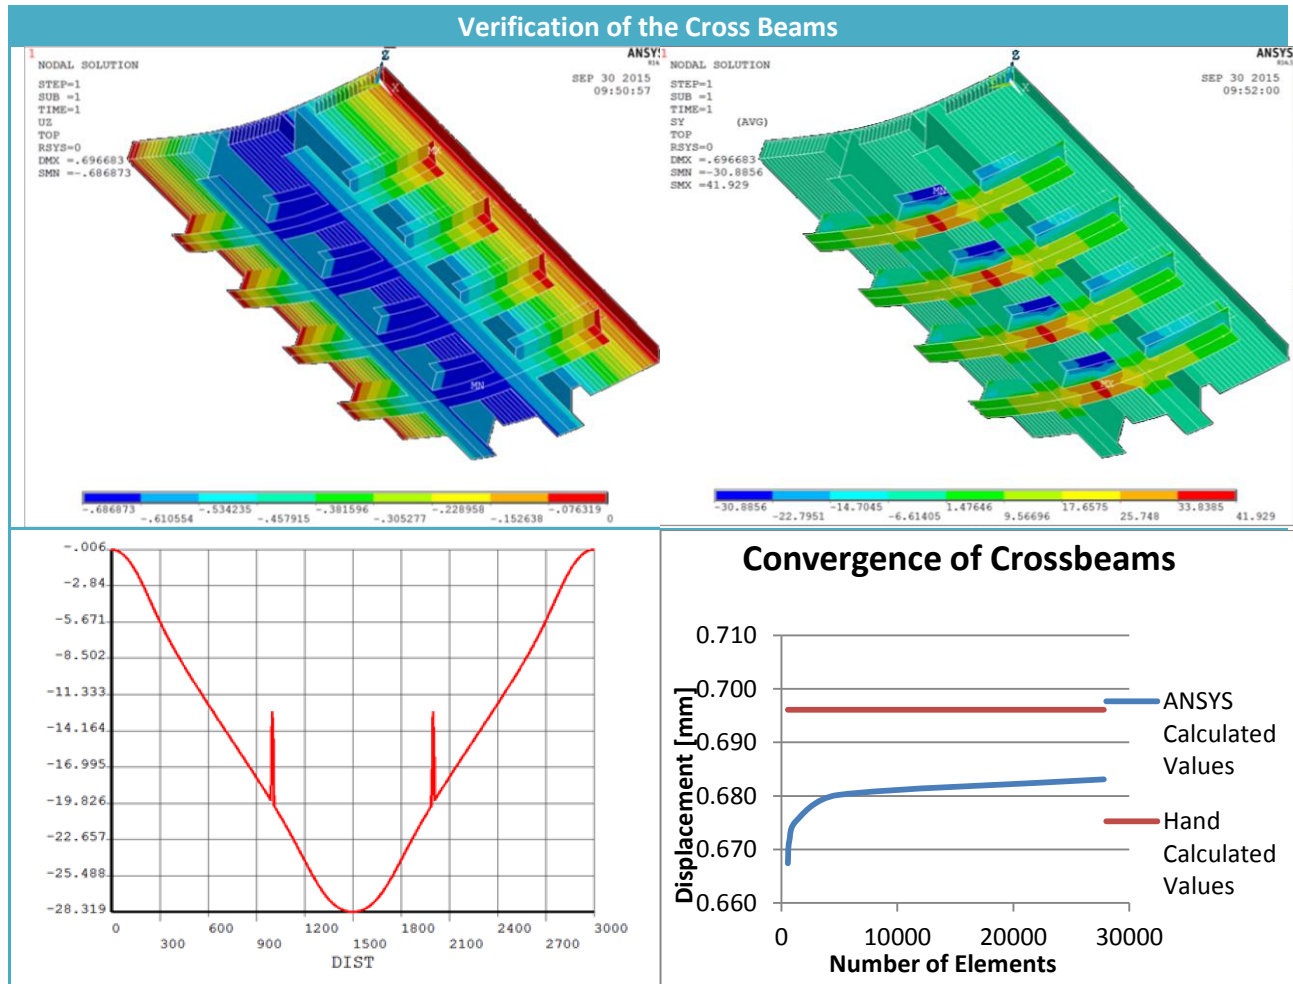 Verification of the Cross Beams
1
NODAL SOLUTION
STEP=1
SUB =1
TIME=1
UZ
TOP
RSYS=0
DMX =.696683
SMN =-.686873
ANSYS
SEP 30 2015
09:50:57
Z
X
MX
MN
-.686873
-.610554
-.534235
-.457915
-.381596
-.305277
-.228958
-.152638
-.076319
0
1
NODAL SOLUTION
STEP=1
SUB =1
TIME=1
SY (AVG)
TOP
RSYS=0
DMX =.696683
SMN =-30.8856
SMX =41.929
ANSYS
SEP 30 2015
09:52:00
Z
X
MN
MX
-30.8856
-22.7951
-14.7045
-6.61405
1.47646
9.56696
17.6575
25.748
33.8385
41.929
-.006
-2.84
-5.671
-8.502
-11.333
-14.164
-16.995
-19.826
-22.657
-25.488
-28.319
0
300
600
900
1200
1500
1800
2100
2400
2700
3000
DIST
Convergence of Crossbeams
Displacement [mm]
0.710
0.700
0.690
0.680
0.670
0.660
0
10000
20000
30000
Number of Elements
ANSYS
Calculated
Values
Hand
Calculated
Values